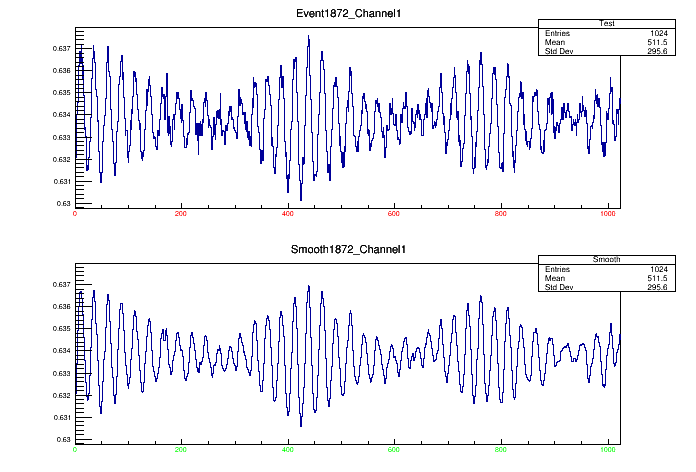 Event1872_Channel1
Test
Entries 1024
Mean 511.5
Std Dev 295.6
0.637
0.636
0.635
0.634
0.633
0.632
0.631
0.63
0 200 400 600 800 1000
Smooth1872_Channel1
Smooth
Entries 1024
Mean 511.5
Std Dev 295.6
0.637
0.636
0.635
0.634
0.633
0.632
0.631
0.63
0 200 400 600 800 1000